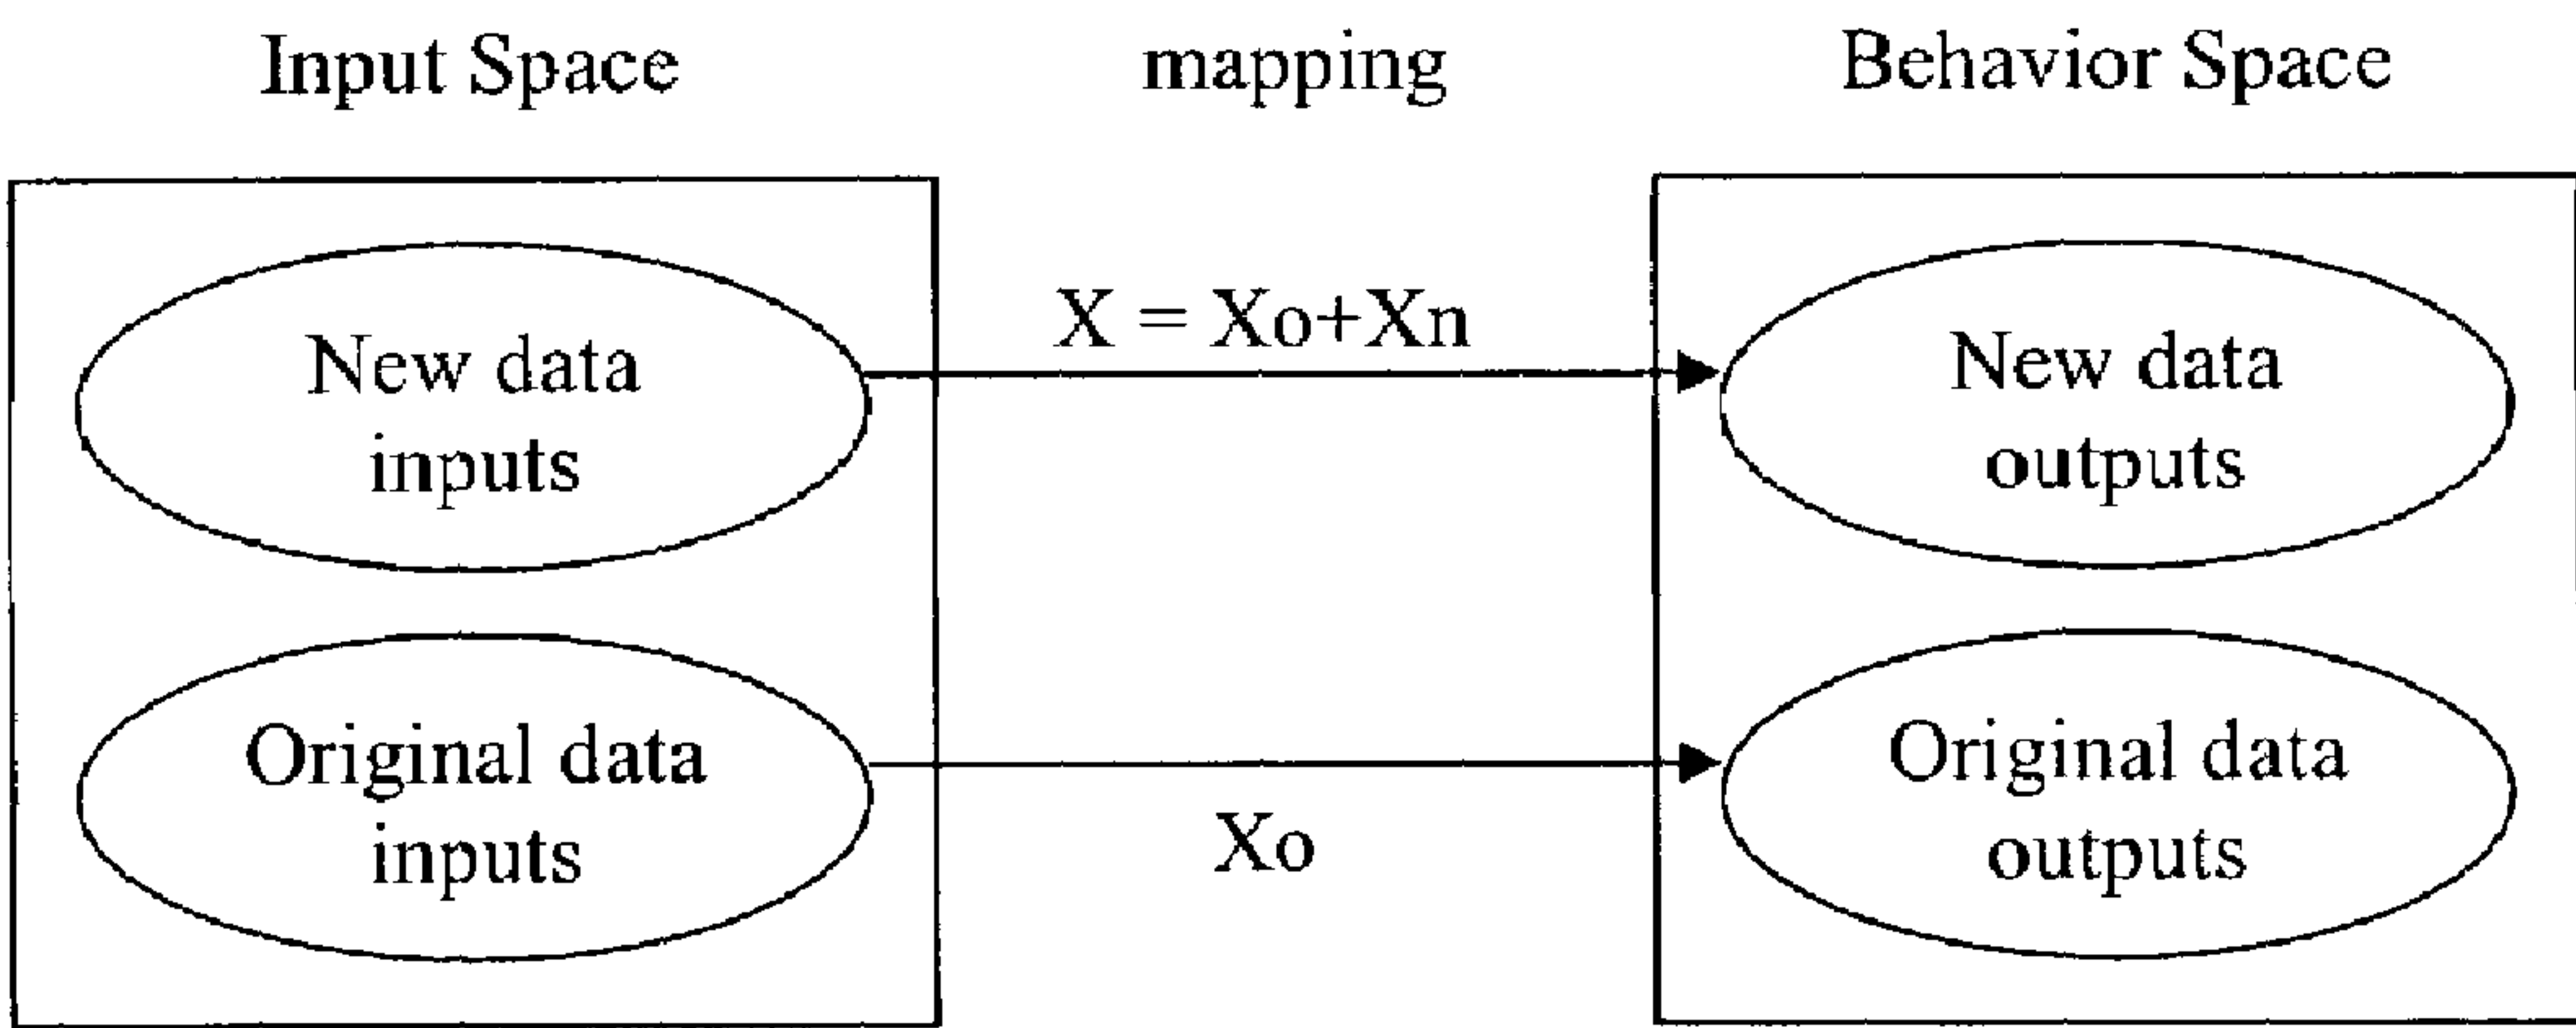 Input Space
mapping
Behavior Space
New data
inputs
X = Xo+Xn
New data
outputs
Original data
inputs
Xo
Original data
outputs